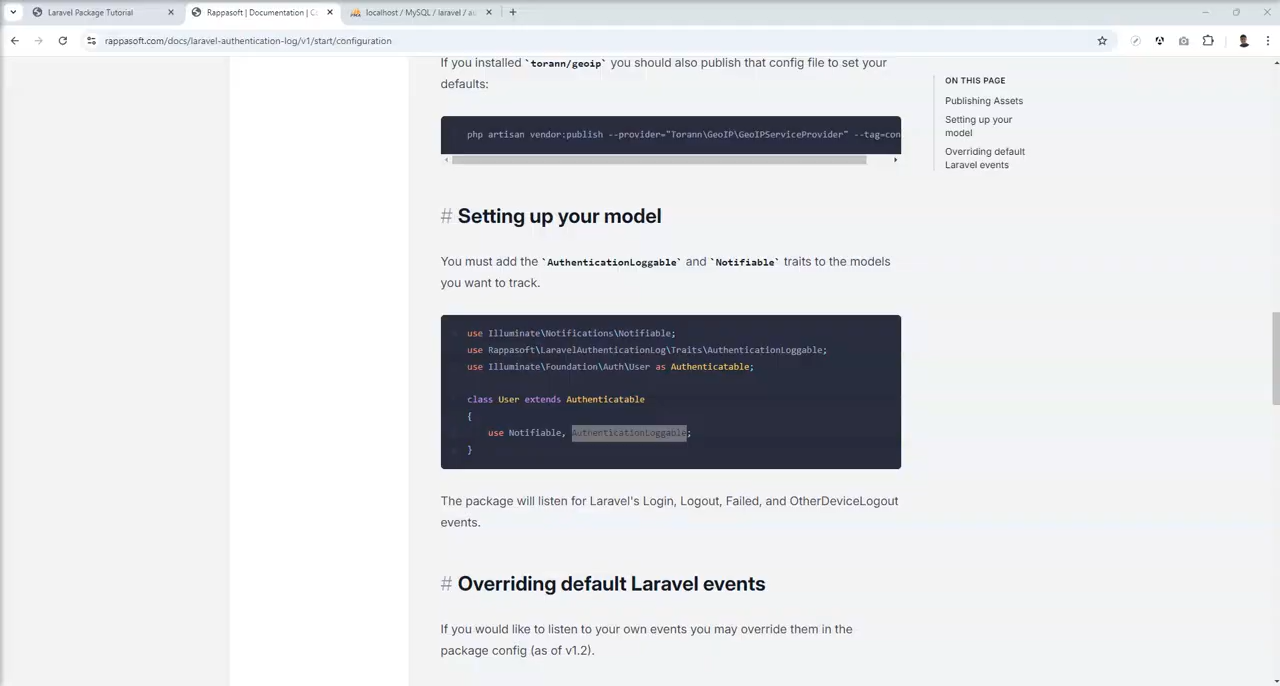 Laravel Package Tutorial
Rappasoft | Documentation | C
localhost / MySQL / laravel / au
rappasoft.com/docs/laravel-authentication-log/v1/start/configuration
If you installed `torann/geoip` you should also publish that config file to set your
defaults:
php artisan vendor:publish --provider="Torann\GeoIP\GeoIPServiceProvider" --tag=con
# Setting up your model
You must add the `AuthenticationLoggable` and `Notifiable` traits to the models
you want to track.
use Illuminate\Notifications\Notifiable;
use Rappasoft\LaravelAuthenticationLog\Traits\AuthenticationLoggable;
use Illuminate\Foundation\Auth\User as Authenticatable;
class User extends Authenticatable
{
use Notifiable, AuthenticationLoggable;
}
The package will listen for Laravel's Login, Logout, Failed, and OtherDeviceLogout
events.
# Overriding default Laravel events
If you would like to listen to your own events you may override them in the
package config (as of v1.2).
ON THIS PAGE
Publishing Assets
Setting up your
model
Overriding default
Laravel events